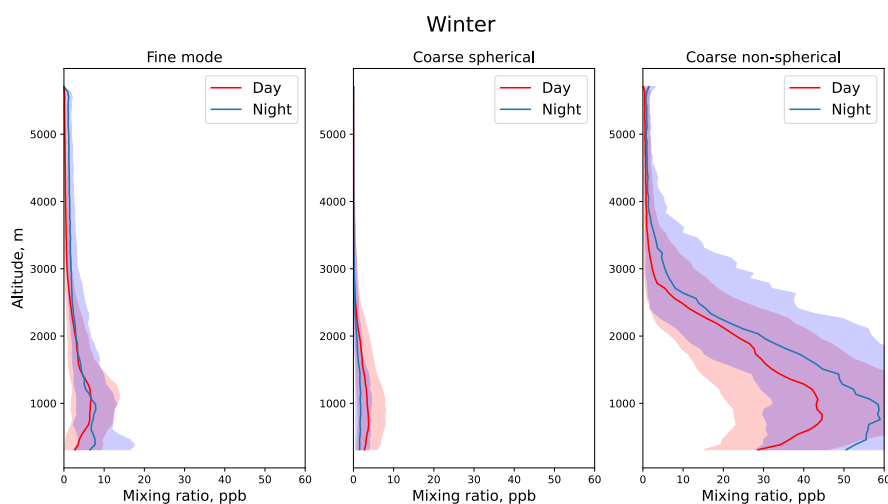 Winter
Fine mode
Coarse spherical
Coarse non-spherical
Day
Night
Day
Night
Day
Night
Altitude, m
5000
4000
3000
2000
1000
5000
4000
3000
2000
1000
5000
4000
3000
2000
1000
0 10 20 30 40 50 60
0 10 20 30 40 50 60
0 10 20 30 40 50 60
Mixing ratio, ppb
Mixing ratio, ppb
Mixing ratio, ppb